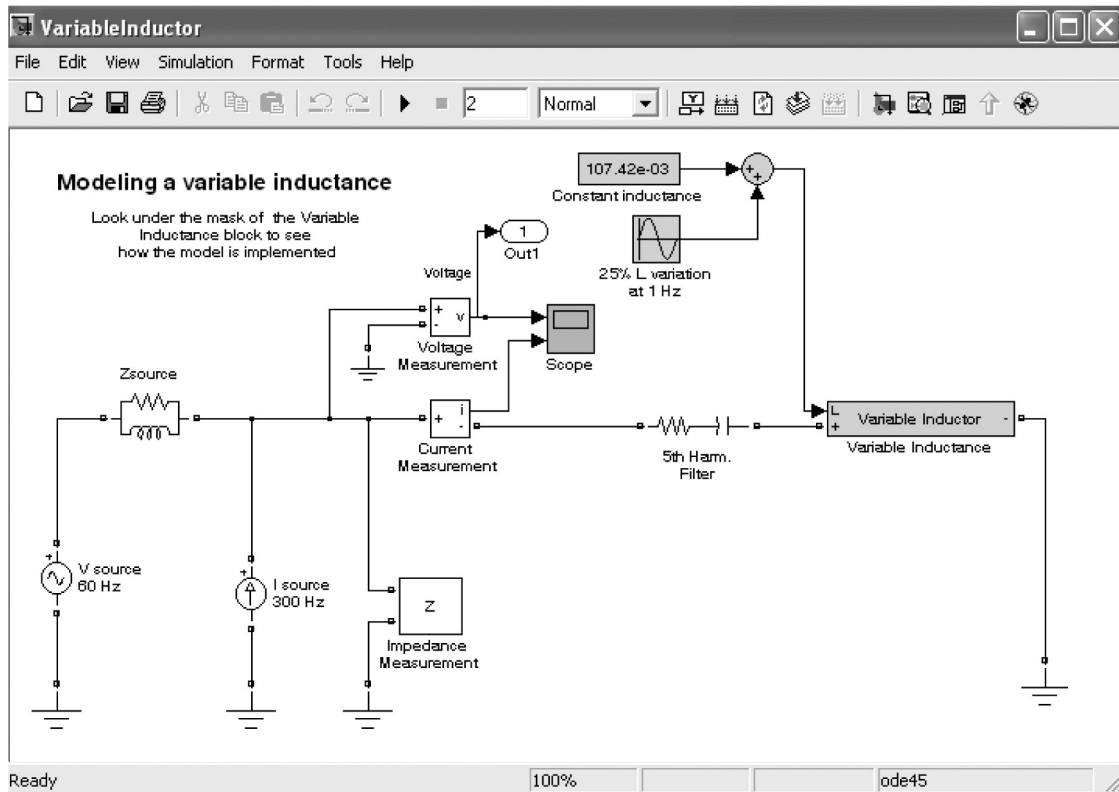 VariableInductor
File Edit View Simulation Format Tools Help
2 Normal
Modeling a variable inductance
Look under the mask of the Variable
Inductance block to see
how the model is implemented
107.42e-03
Constant inductance
++
1
Out1
25% L variation
at 1 Hz
Voltage
+
-
v
Voltage
Measurement
Scope
Zsource
+
i
-
Current
Measurement
5th Harm.
Filter
L
+
Variable Inductor
-
Variable Inductance
+
V source
60 Hz
+
I source
300 Hz
Z
Impedance
Measurement
Ready 100% ode45